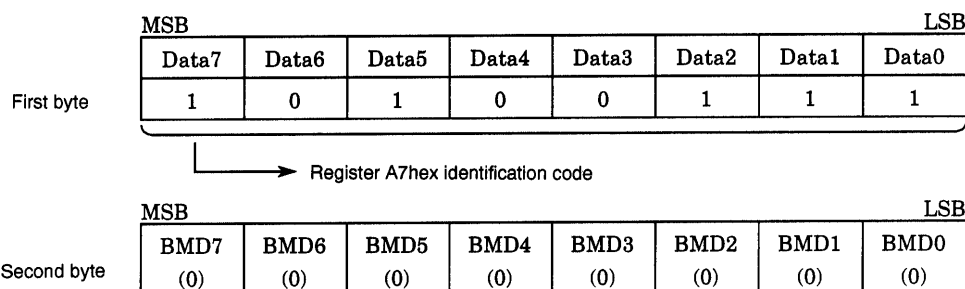 MSB LSB
Data7 Data6 Data5 Data4 Data3 Data2 Data1 Data0
First byte 1 0 1 0 0 1 1 1
Register A7hex identification code
MSB LSB
BMD7 BMD6 BMD5 BMD4 BMD3 BMD2 BMD1 BMD0
Second byte (0) (0) (0) (0) (0) (0) (0) (0)